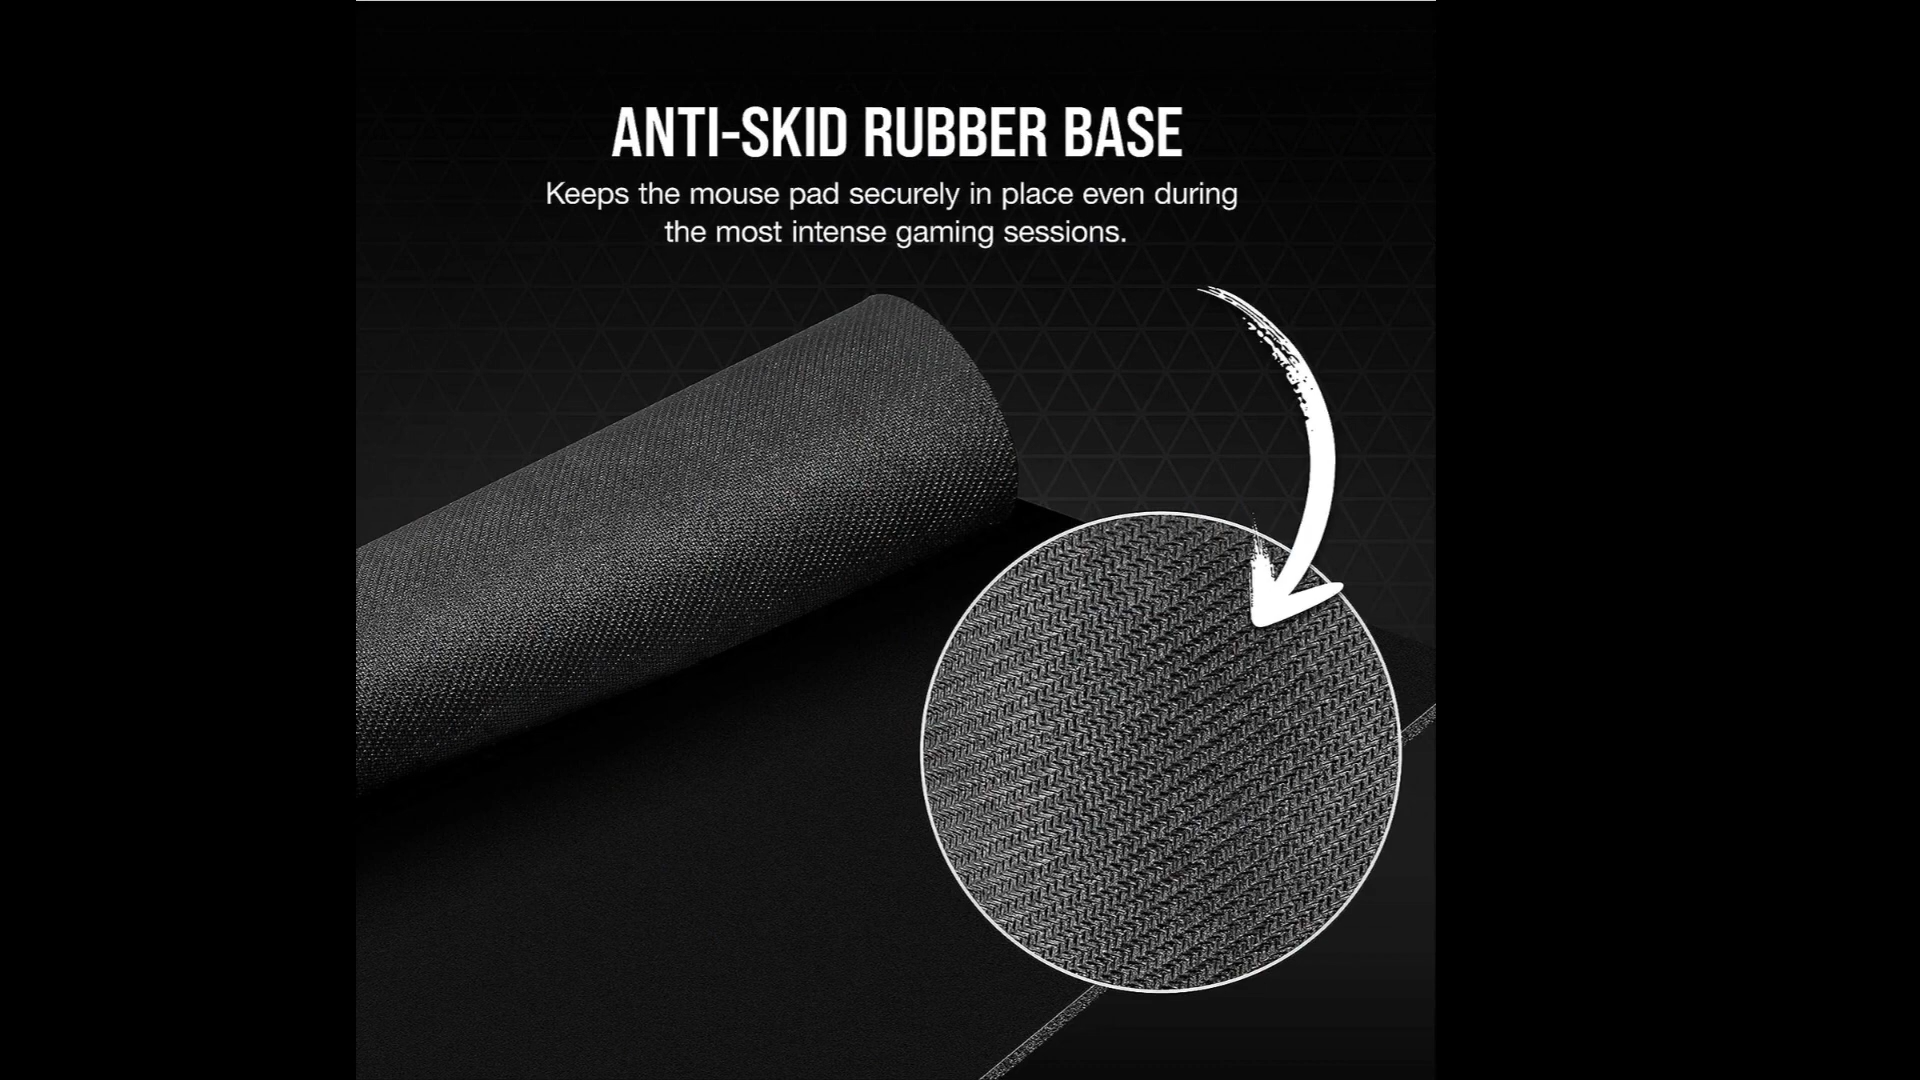 ANTI-SKID RUBBER BASE
Keeps the mouse pad securely in place even during
the most intense gaming sessions.